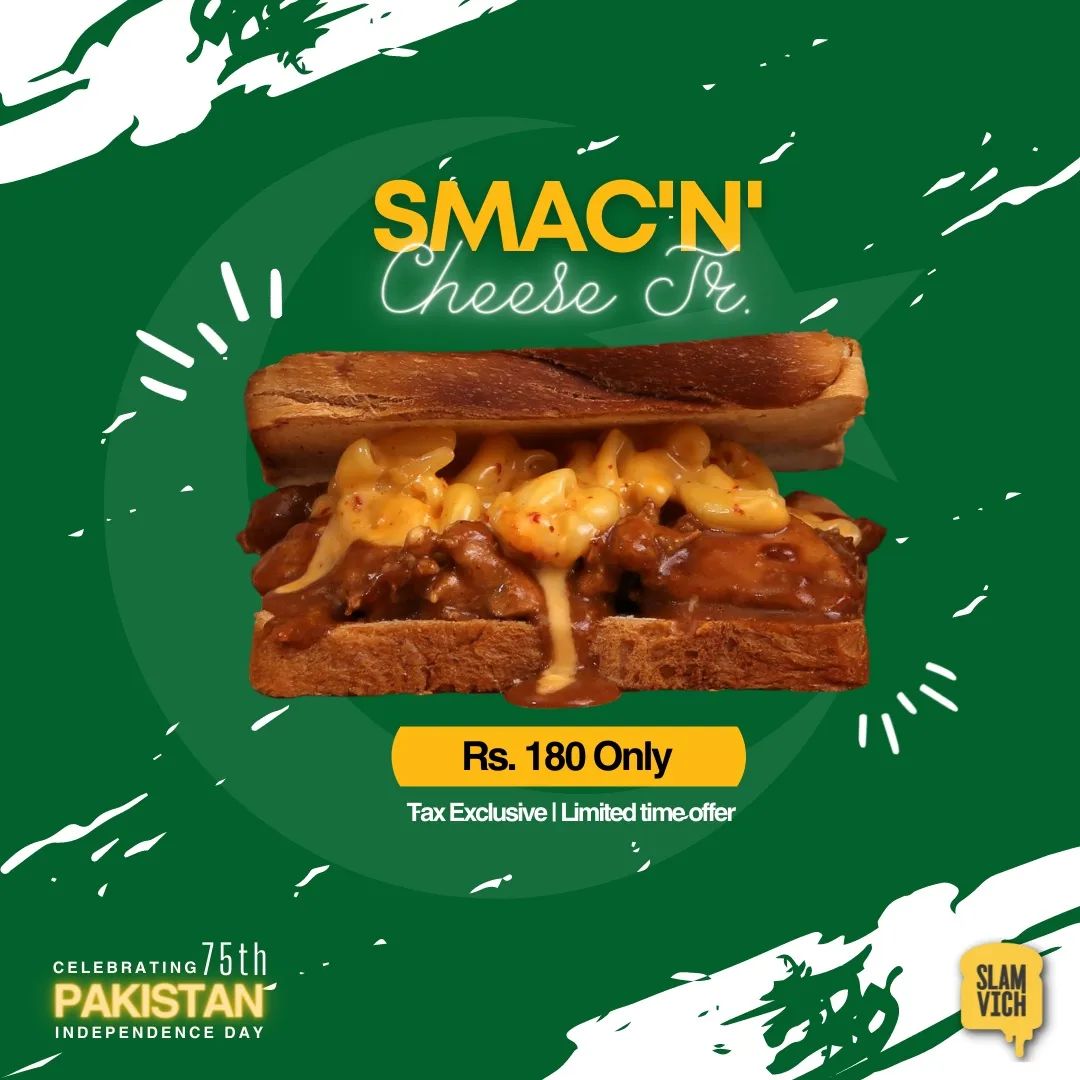 SMAC'N'
Cheese Jr.
Rs. 180 Only
Tax Exclusive | Limited time offer
CELEBRATING 75th
PAKISTAN
INDEPENDENCE DAY
SLAM
VICH